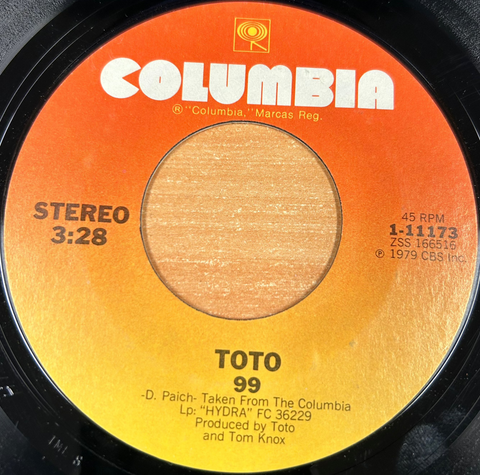 COLUMBIA
®"Columbia," Marcas Reg.
STEREO
3:28
45 RPM
1-11173
ZSS 166516
℗ 1979 CBS Inc.
TOTO
99
-D. Paich- Taken From The Columbia
Lp: "HYDRA" FC 36229
Produced by Toto
and Tom Knox